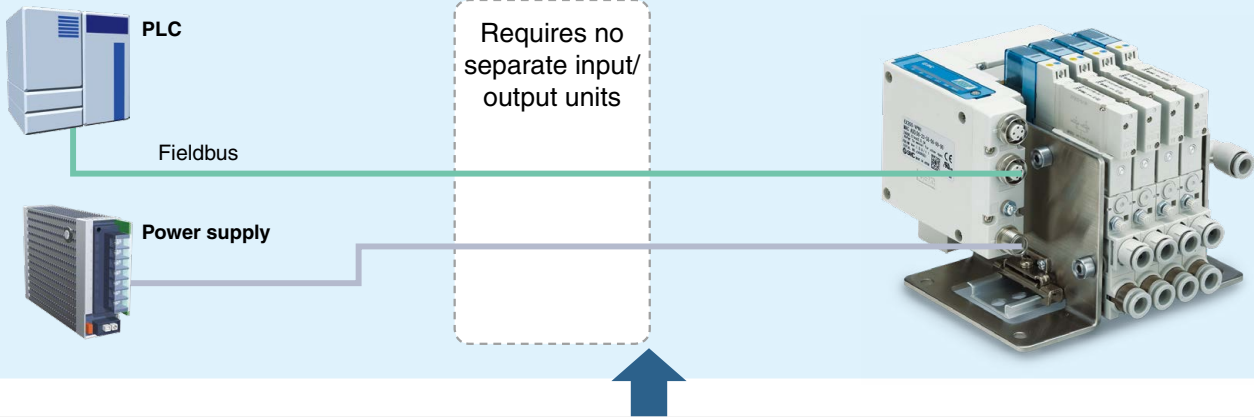 PLC
Requires no
separate input/
output units
Fieldbus
Power supply